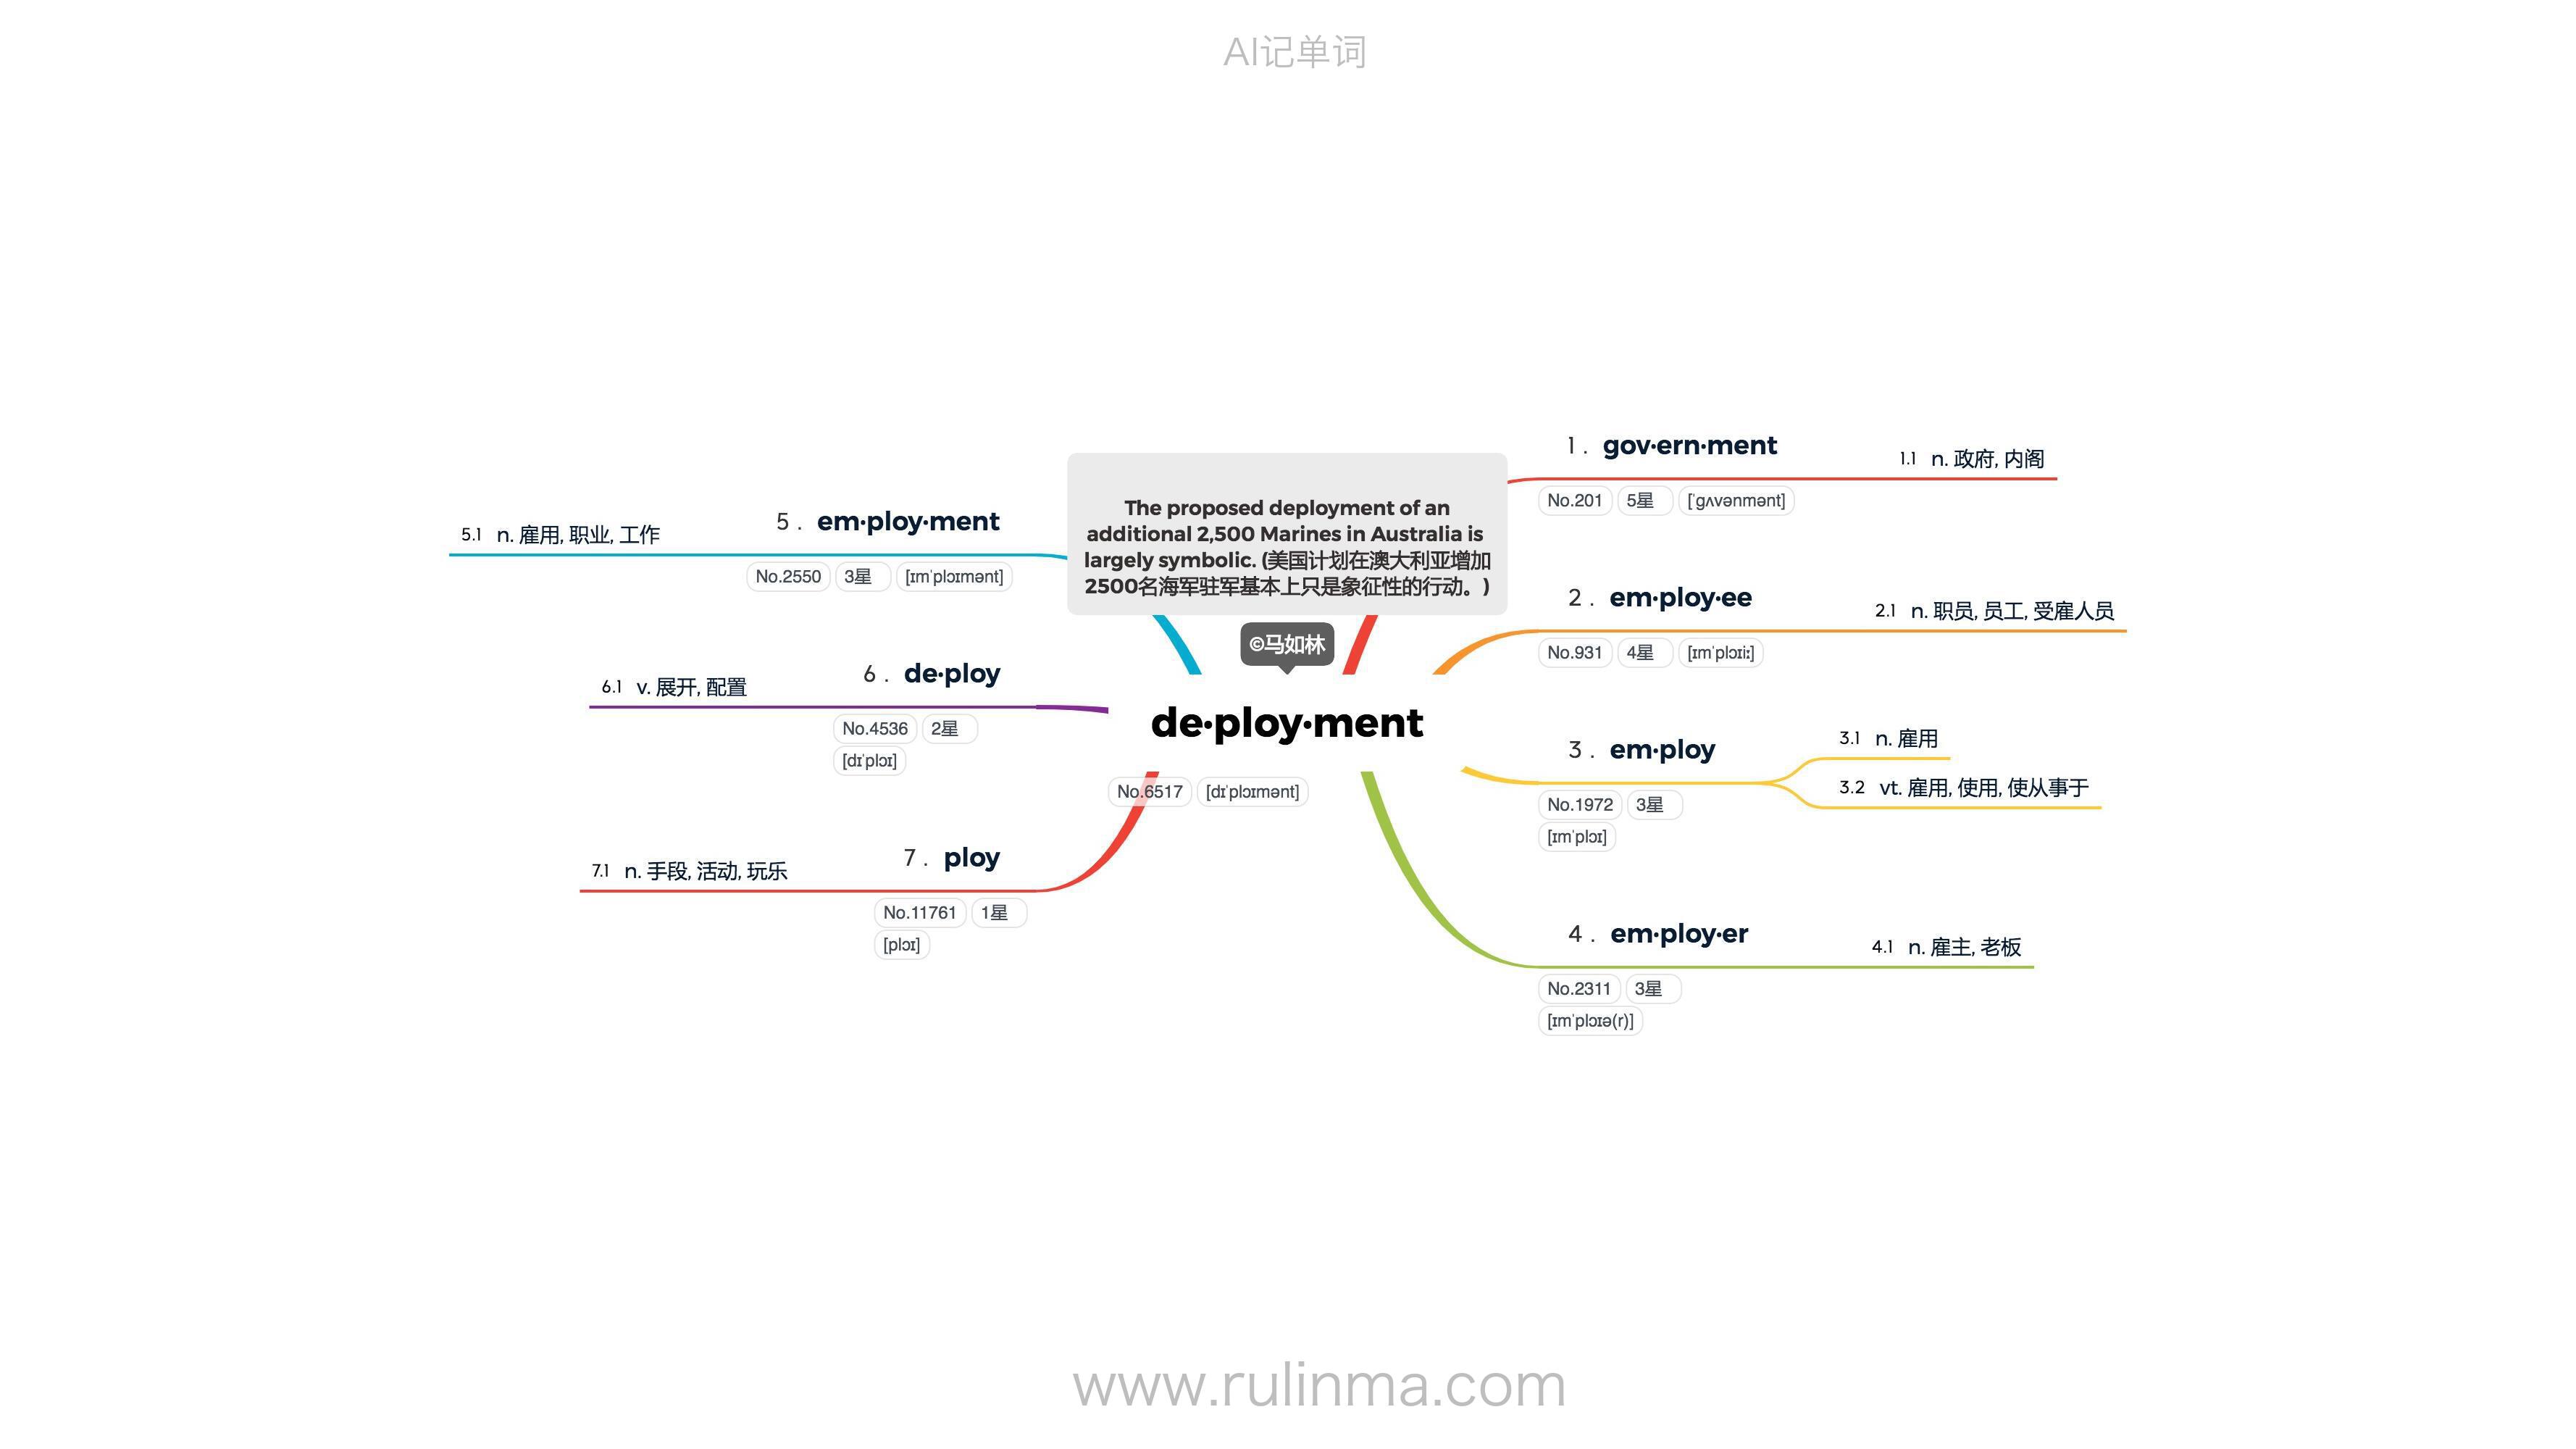 AI记单词
The proposed deployment of an
additional 2,500 Marines in Australia is
largely symbolic. (美国计划在澳大利亚增加
2500名海军驻军基本上只是象征性的行动。)
©马如林
de·ploy·ment
No.6517 [dɪˈplɔɪmənt]
1 . gov·ern·ment
No.201 5星 [ˈɡʌvənmənt]
1.1 n. 政府, 内阁
2 . em·ploy·ee
No.931 4星 [ɪmˈplɔɪiː]
2.1 n. 职员, 员工, 受雇人员
3 . em·ploy
No.1972 3星
[ɪmˈplɔɪ]
3.1 n. 雇用
3.2 vt. 雇用, 使用, 使从事于
4 . em·ploy·er
No.2311 3星
[ɪmˈplɔɪə(r)]
4.1 n. 雇主, 老板
5 . em·ploy·ment
No.2550 3星 [ɪmˈplɔɪmənt]
5.1 n. 雇用, 职业, 工作
6 . de·ploy
No.4536 2星
[dɪˈplɔɪ]
6.1 v. 展开, 配置
7 . ploy
No.11761 1星
[plɔɪ]
7.1 n. 手段, 活动, 玩乐
www.rulinma.com